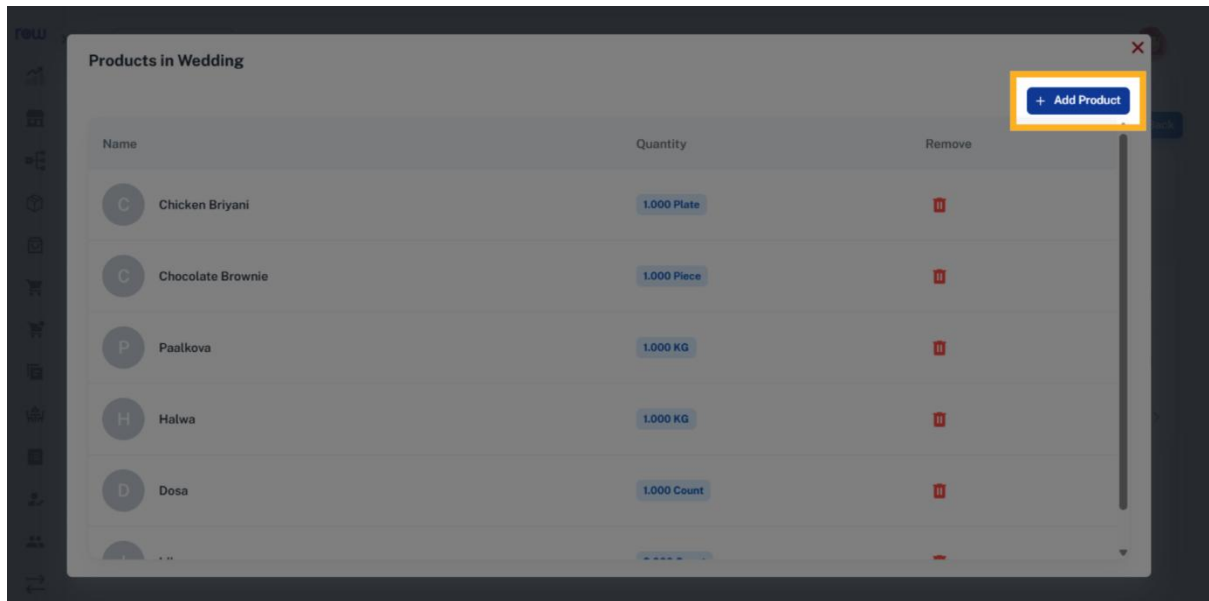 rew
Products in Wedding
+ Add Product
Name Quantity Remove
C Chicken Briyani 1.000 Plate
C Chocolate Brownie 1.000 Piece
P Paalkova 1.000 KG
H Halwa 1.000 KG
D Dosa 1.000 Count